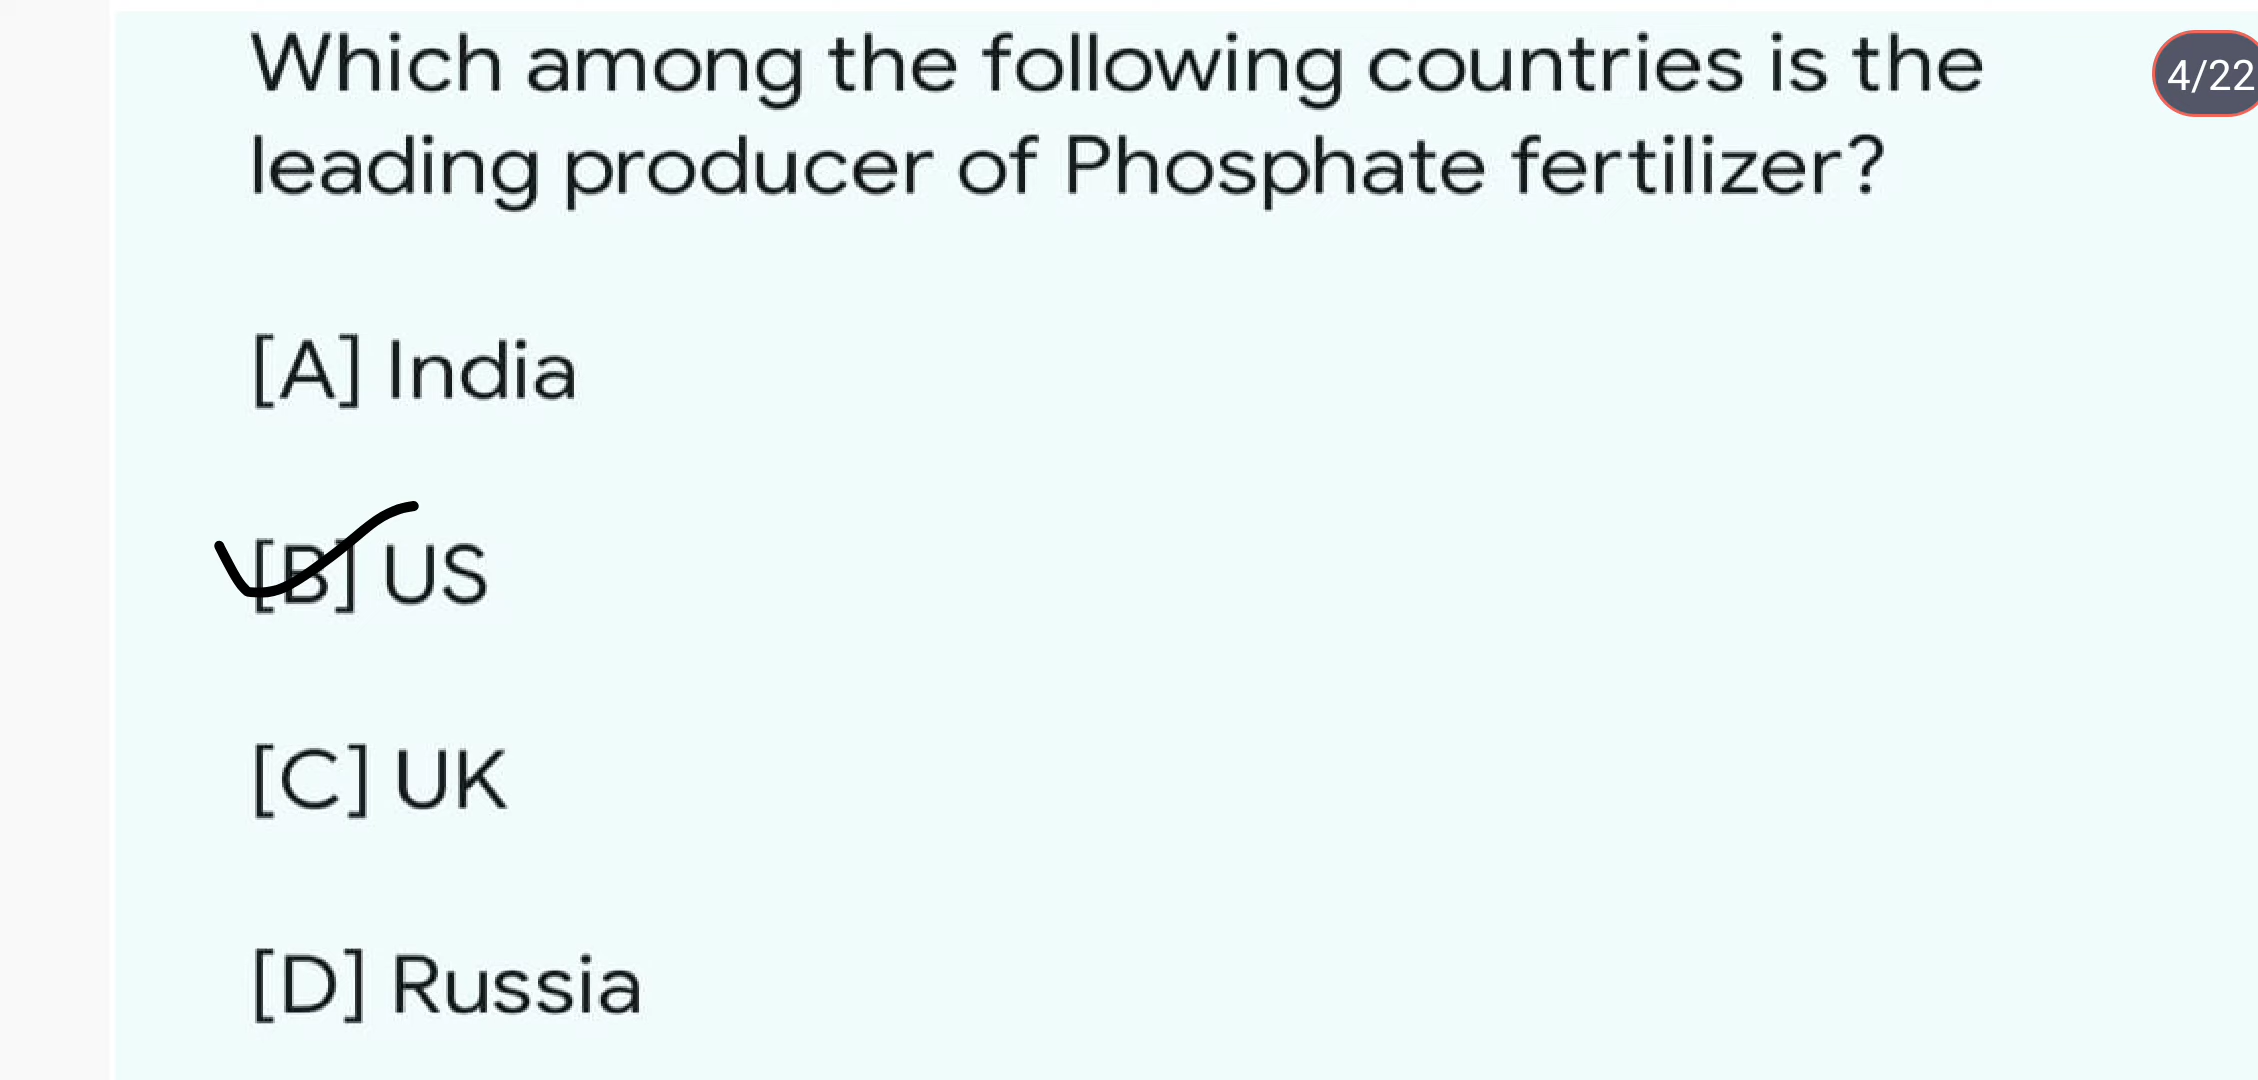 Which among the following countries is the
4/22
leading producer of Phosphate fertilizer?
[A] India
[B] US
[C] UK
[D] Russia